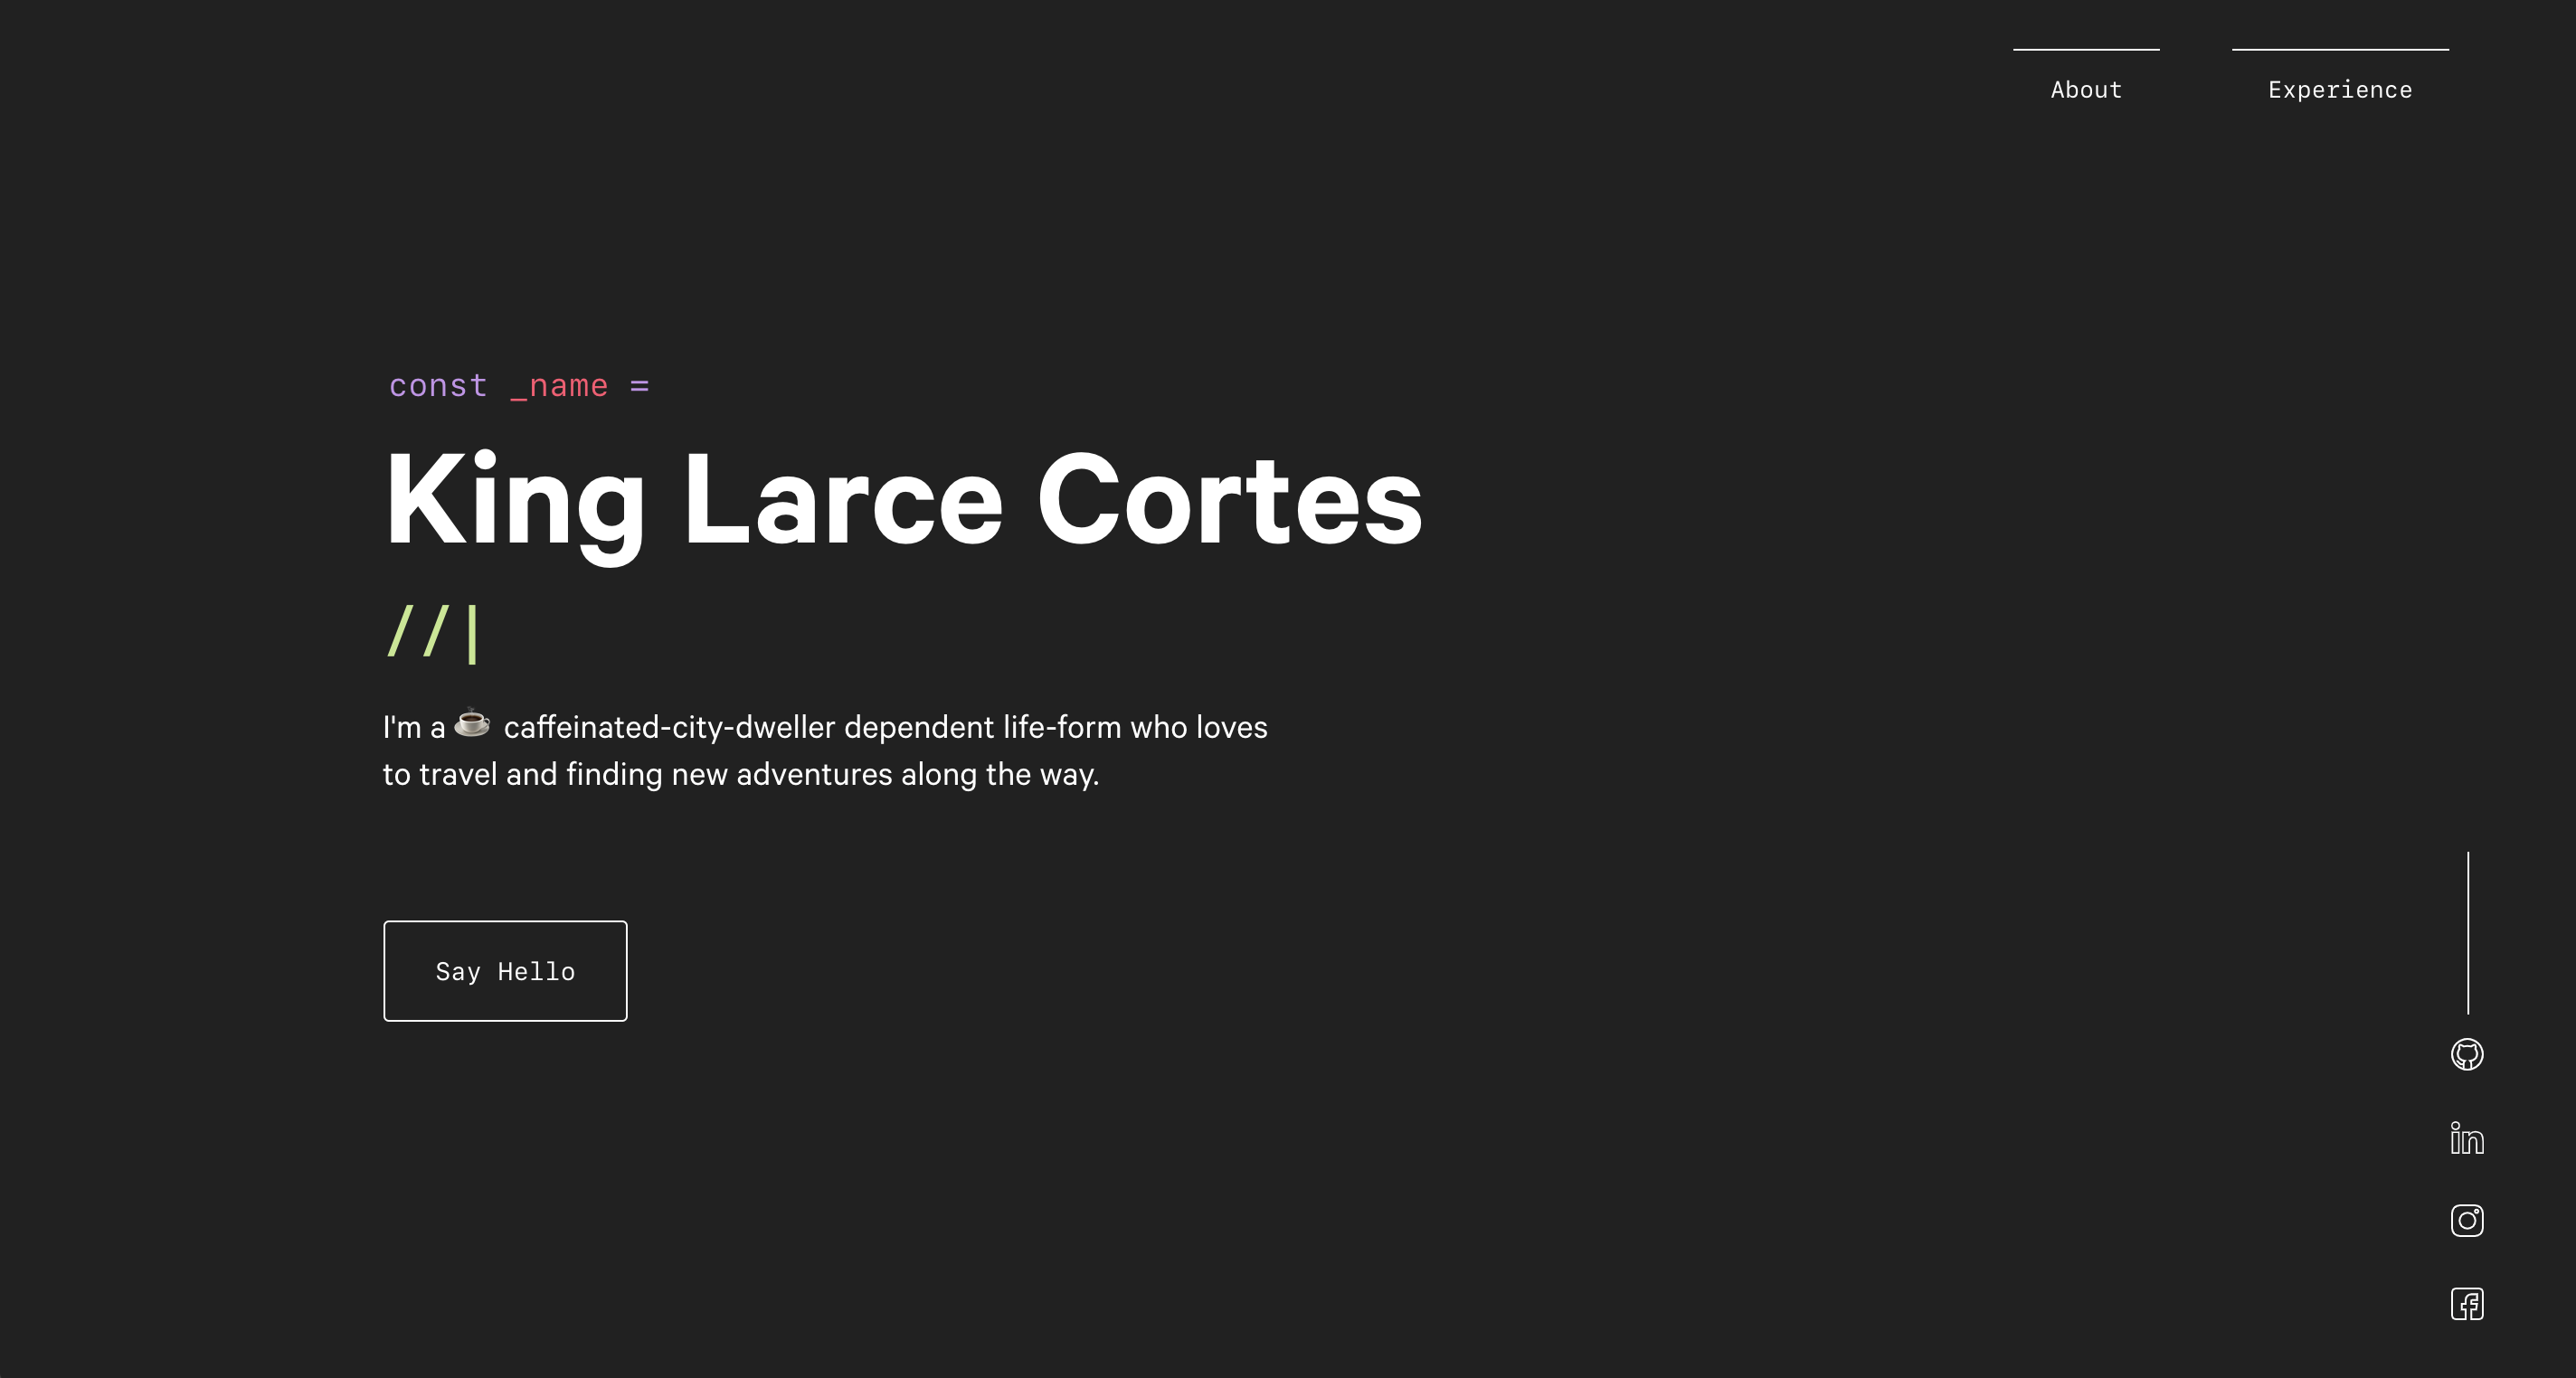 About
Experience
const _name =
King Larce Cortes
//|
I'm a ☕ caffeinated-city-dweller dependent life-form who loves
to travel and finding new adventures along the way.
Say Hello